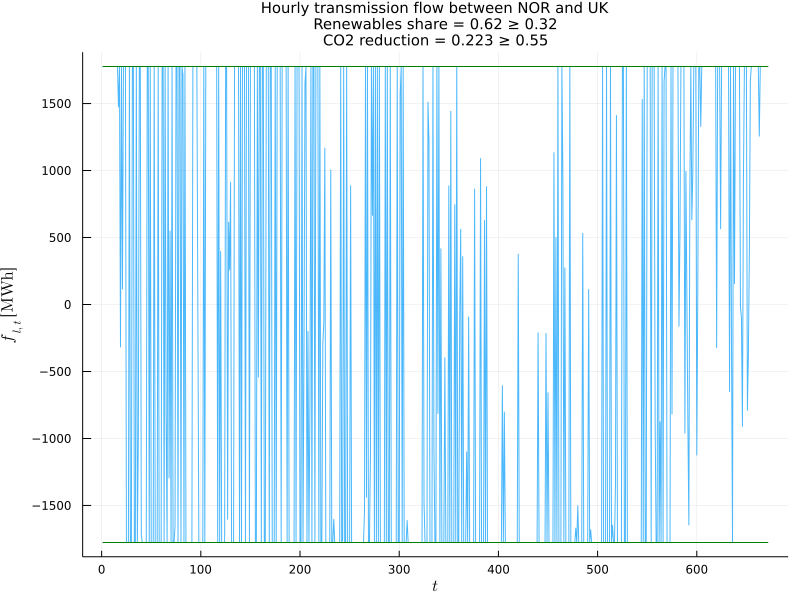 Hourly transmission flow between NOR and UK
Renewables share = 0.62 ≥ 0.32
CO2 reduction = 0.223 ≥ 0.55
1500
1000
500
0
−500
−1000
−1500
f l,t [MWh]
0 100 200 300 400 500 600
t